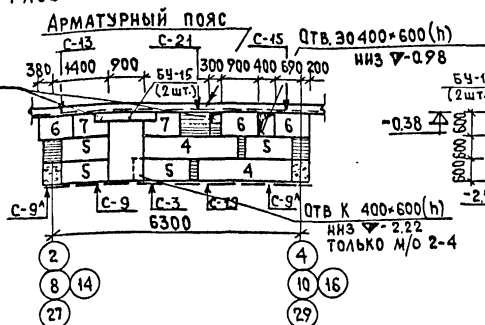 АРМАТУРНЫЙ ПОЯС
С-13
С-21
С-15
ОТВ. ЭО 400×600(h)
НИЗ ▽-0.98
380
1400
900
300
900
400
690
200
БУ-15
(2шт.)
БУ-1
(2шт.
6
7
7
6
6
-0.38
5
4
5
5
4
600
600
600
-2.
С-9^
С-9
С-3
С-9^
6300
ОТВ К 400×600(h)
НИЗ ▽-2.22
ТОЛЬКО М/О 2-4
2
4
8
14
10
16
27
29